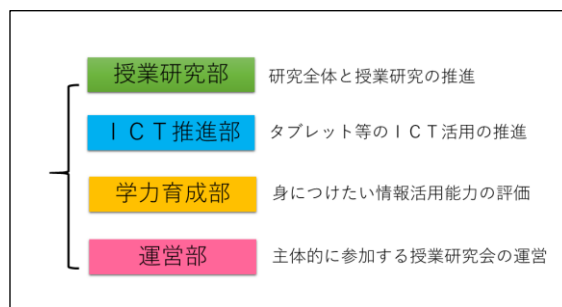 授業研究部 研究全体と授業研究の推進
ＩＣＴ推進部 タブレット等のＩＣＴ活用の推進
学力育成部 身につけたい情報活用能力の評価
運営部 主体的に参加する授業研究会の運営